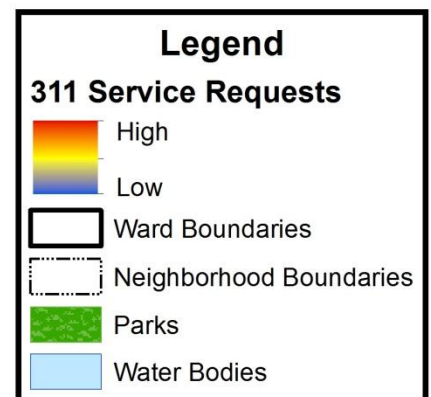 Legend
311 Service Requests
High
Low
Ward Boundaries
Neighborhood Boundaries
Parks
Water Bodies